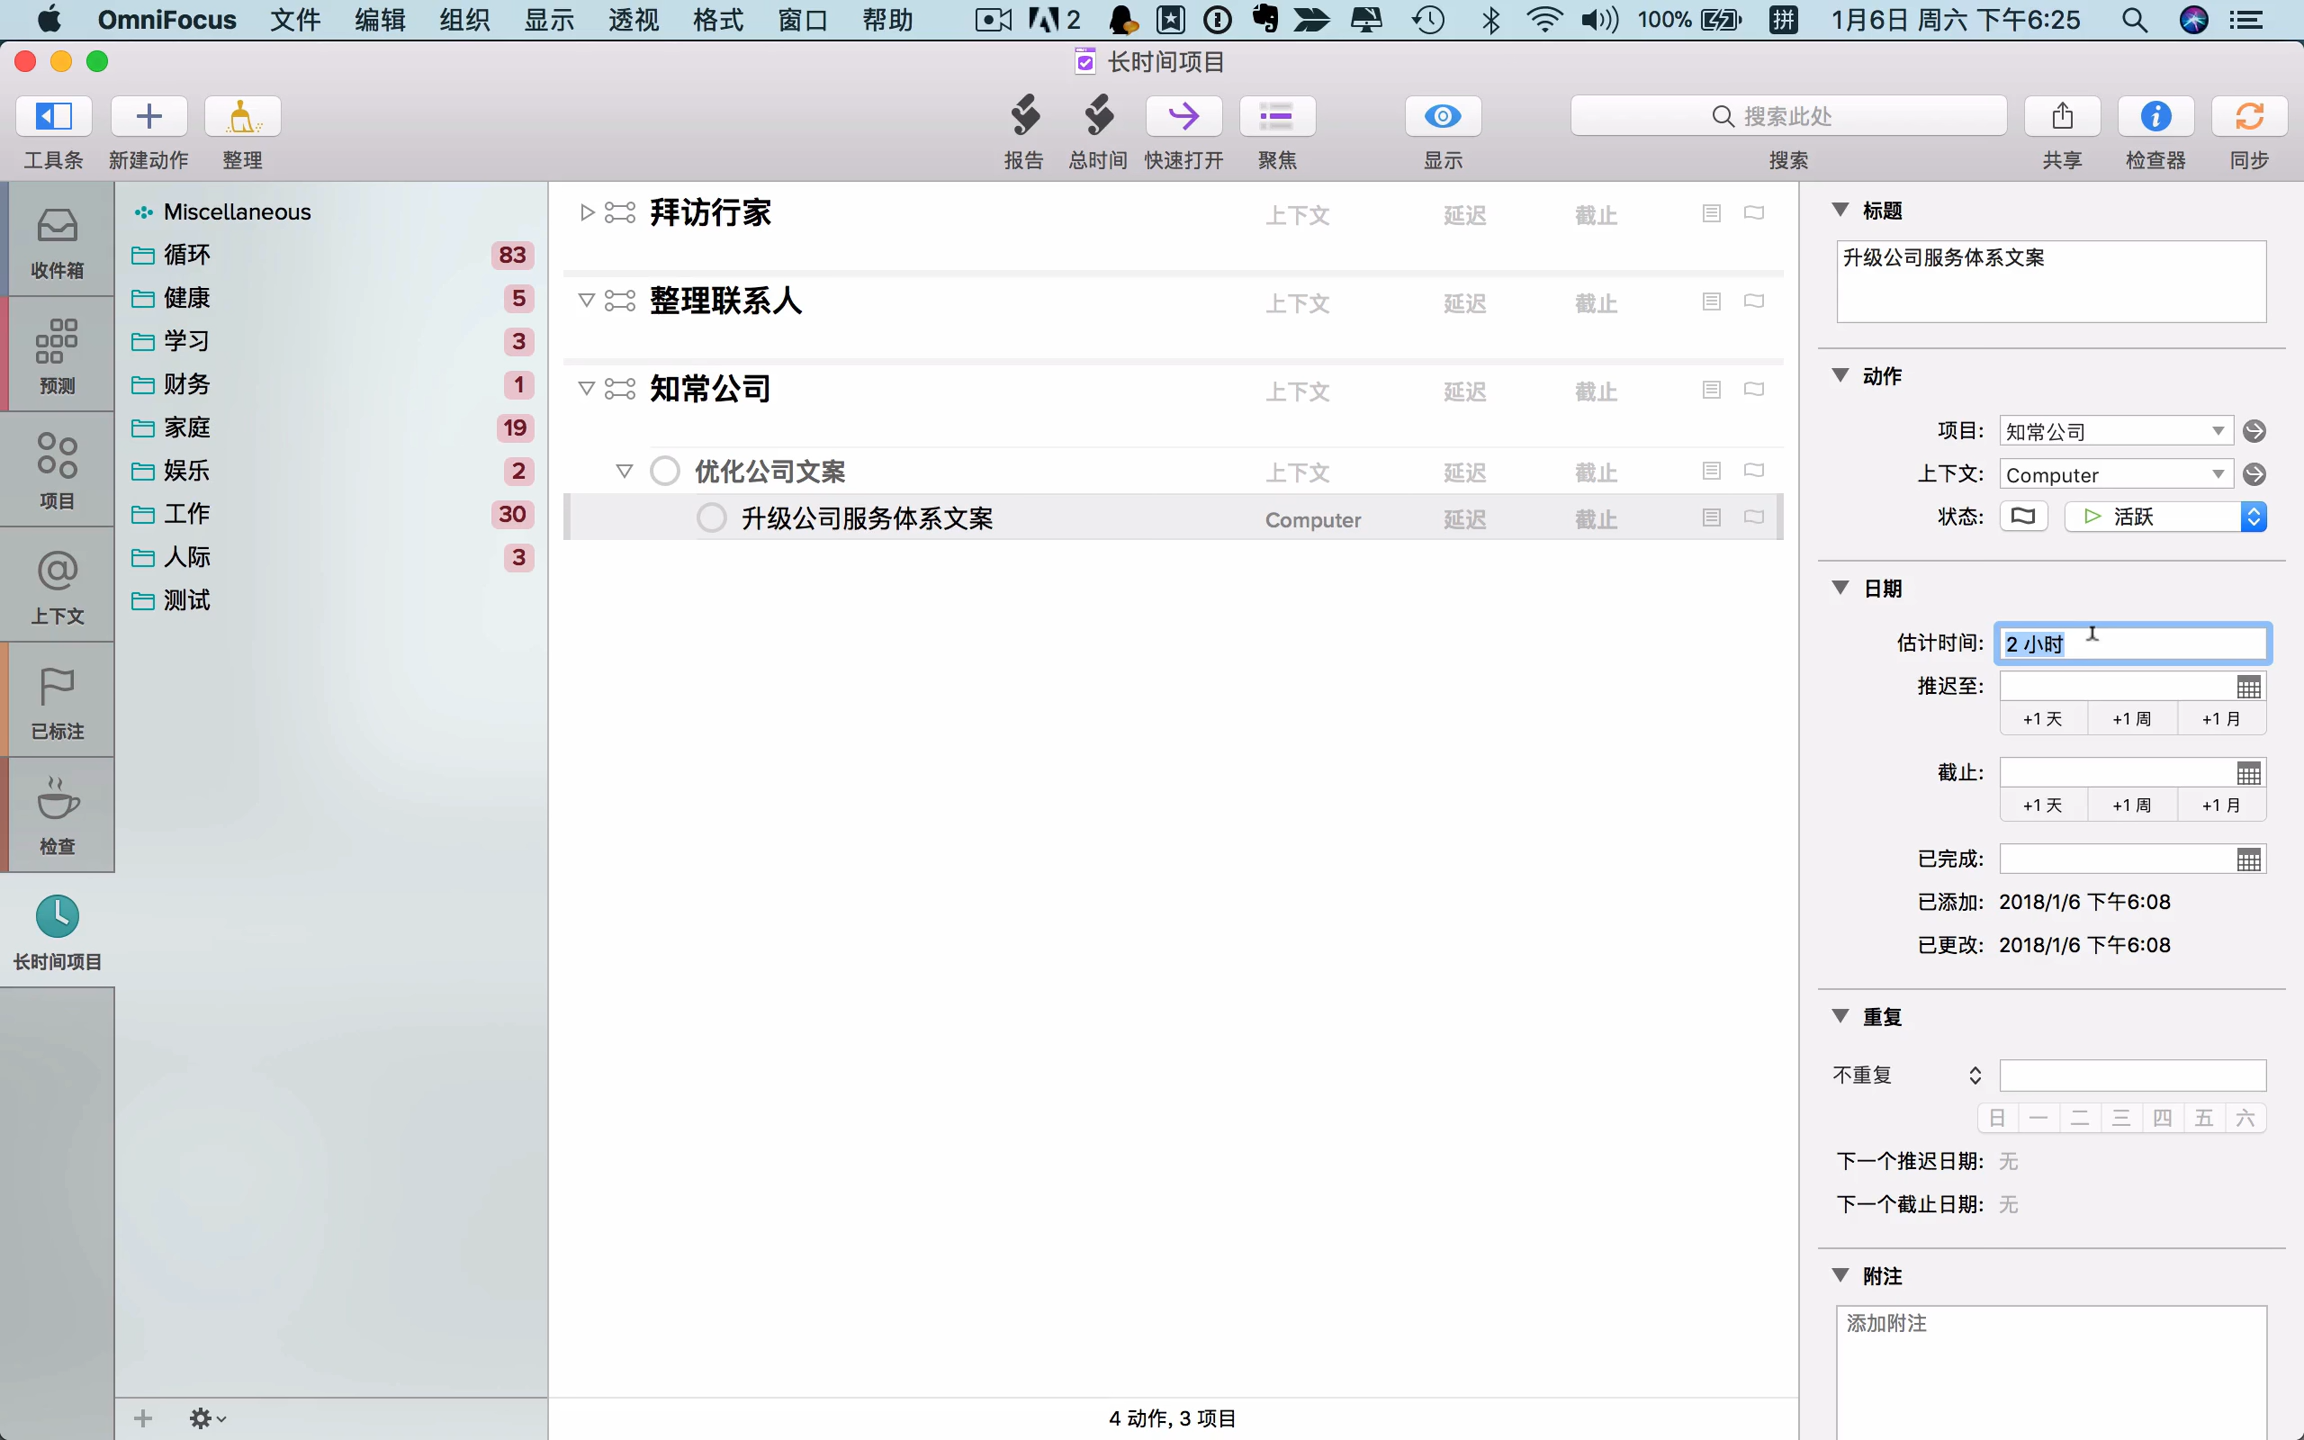 OmniFocus 文件 编辑 组织 显示 透视 格式 窗口 帮助 2 100% 拼 1月6日 周六 下午6:25
长时间项目
搜索此处
工具条 新建动作 整理 报告 总时间 快速打开 聚焦 显示 搜索 共享 检查器 同步
收件箱
预测
项目
上下文
已标注
检查
长时间项目
Miscellaneous
循环 83
健康 5
学习 3
财务 1
家庭 19
娱乐 2
工作 30
人际 3
测试
拜访行家 上下文 延迟 截止
整理联系人 上下文 延迟 截止
知常公司 上下文 延迟 截止
优化公司文案 上下文 延迟 截止
升级公司服务体系文案 Computer 延迟 截止
4 动作, 3 项目
标题
升级公司服务体系文案
动作
项目: 知常公司
上下文: Computer
状态: 活跃
日期
估计时间: 2 小时
推迟至:
+1 天 +1 周 +1 月
截止:
+1 天 +1 周 +1 月
已完成:
已添加: 2018/1/6 下午6:08
已更改: 2018/1/6 下午6:08
重复
不重复
日 一 二 三 四 五 六
下一个推迟日期: 无
下一个截止日期: 无
附注
添加附注